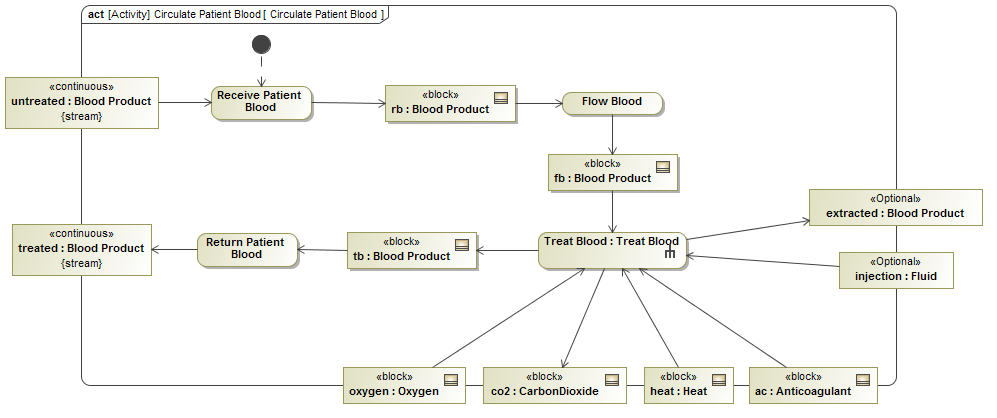 act [Activity] Circulate Patient Blood [ Circulate Patient Blood ]
«continuous»
untreated : Blood Product
{stream}
Receive Patient
Blood
«block»
rb : Blood Product
Flow Blood
«block»
fb : Blood Product
«Optional»
extracted : Blood Product
«continuous»
treated : Blood Product
{stream}
Return Patient
Blood
«block»
tb : Blood Product
Treat Blood : Treat Blood
«Optional»
injection : Fluid
«block»
oxygen : Oxygen
«block»
co2 : CarbonDioxide
«block»
heat : Heat
«block»
ac : Anticoagulant